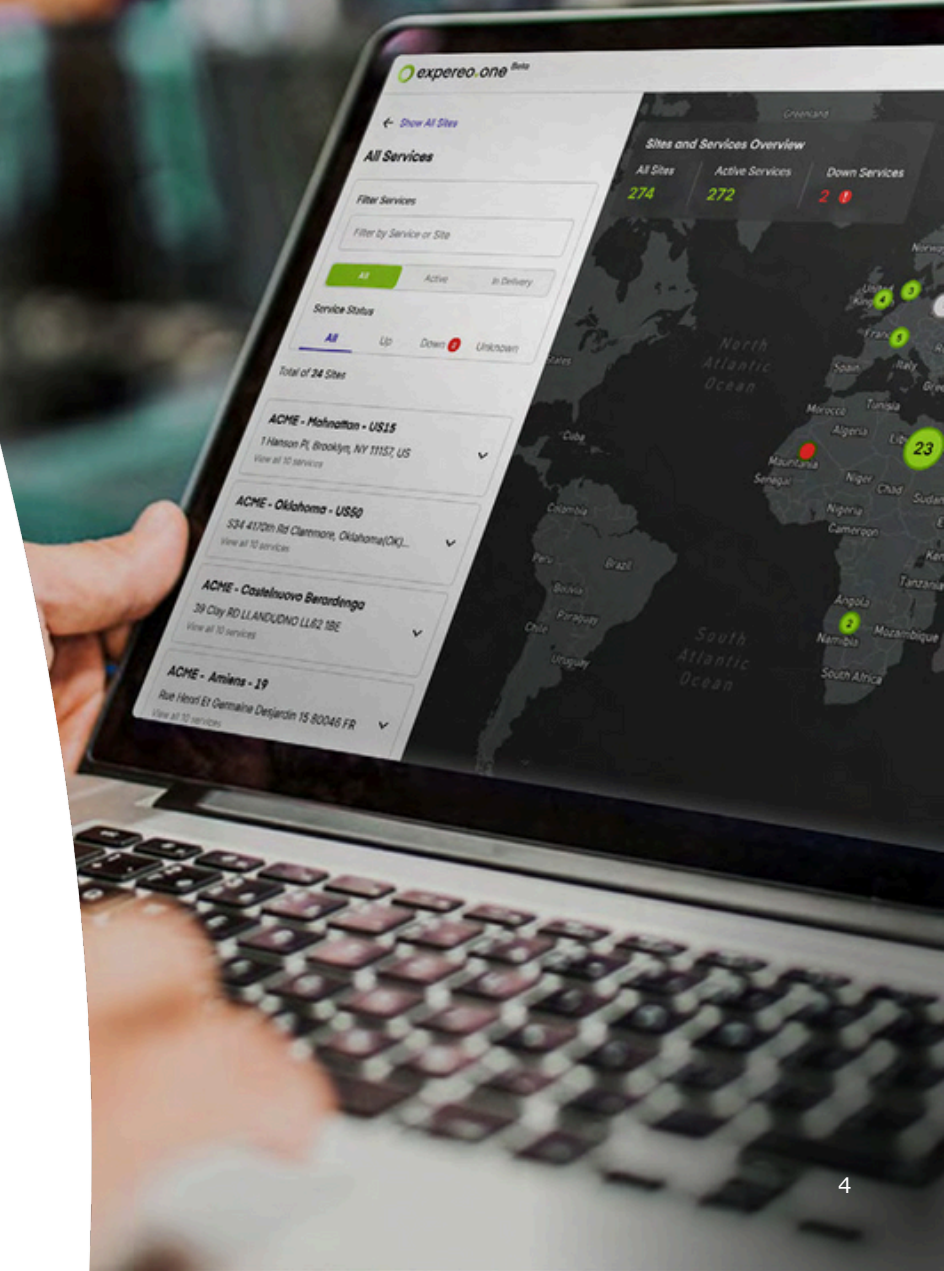 expereo.one Beta
← Show All Sites
All Services
Filter Services
Filter by Service or Site
All Active In Delivery
Service Status
All Up Down 2 Unknown
Total of 24 Sites
ACME - Mahnattan - US15
1 Hanson Pl, Brooklyn, NY 11157, US
View all 10 services
ACME - Oklahoma - US50
534 4170th Rd Claremore, Oklahoma(OK)...
View all 10 services
ACME - Castelnuovo Berardenga
39 Clay RD LLANDUDNO LL62 1BE
View all 10 services
ACME - Amiens - 19
Rue Henri Et Germaine Desjardin 15 80046 FR
View all 10 services
Sites and Services Overview
All Sites Active Services Down Services
274 272 2 !
Greenland
United
Kingdom
4
3
France
5
Spain
Italy
States
North
Atlantic
Ocean
Morocco
Tunisia
Algeria
23
Cuba
Mauritania
Senegal
Niger
Chad
Sudan
Nigeria
Cameroon
Colombia
Peru
Brazil
Bolivia
Paraguay
Chile
Uruguay
Tanzania
Angola
2
Namibia
Mozambique
South Africa
South
Atlantic
Ocean
4